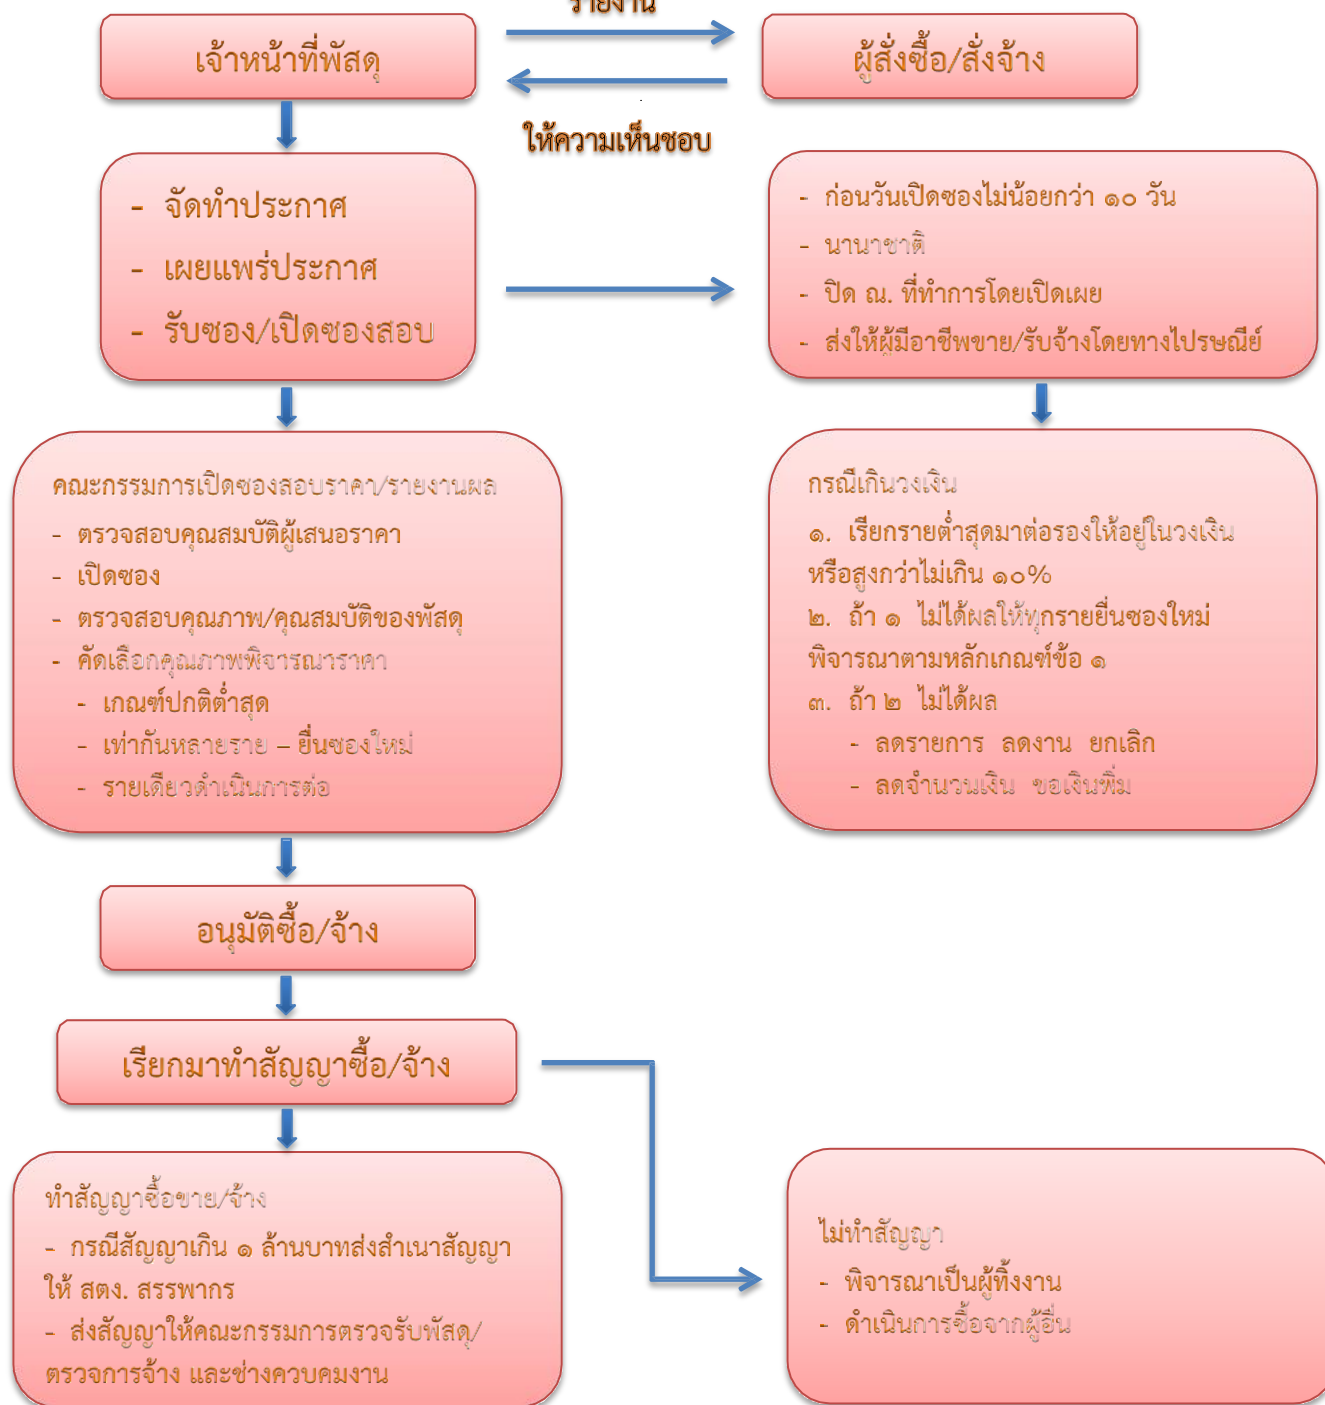 รายงาน
เจ้าหน้าที่พัสดุ
ผู้สั่งซื้อ/สั่งจ้าง
ให้ความเห็นชอบ
- จัดทำประกาศ
- เผยแพร่ประกาศ
- รับซอง/เปิดซองสอบ
- ก่อนวันเปิดซองไม่น้อยกว่า ๑๐ วัน
- นานาชาติ
- ปิด ณ. ที่ทำการโดยเปิดเผย
- ส่งให้ผู้มีอาชีพขาย/รับจ้างโดยทางไปรษณีย์
คณะกรรมการเปิดซองสอบราคา/รายงานผล
- ตรวจสอบคุณสมบัติผู้เสนอราคา
- เปิดซอง
- ตรวจสอบคุณภาพ/คุณสมบัติของพัสดุ
- คัดเลือกคุณภาพพิจารณาราคา
- เกณฑ์ปกติต่ำสุด
- เท่ากันหลายราย – ยื่นซองใหม่
- รายเดียวดำเนินการต่อ
กรณีเกินวงเงิน
๑. เรียกรายต่ำสุดมาต่อรองให้อยู่ในวงเงิน
หรือสูงกว่าไม่เกิน ๑๐%
๒. ถ้า ๑ ไม่ได้ผลให้ทุกรายยื่นซองใหม่
พิจารณาตามหลักเกณฑ์ข้อ ๑
๓. ถ้า ๒ ไม่ได้ผล
- ลดรายการ ลดงาน ยกเลิก
- ลดจำนวนเงิน ขอเงินพิ่ม
อนุมัติซื้อ/จ้าง
เรียกมาทำสัญญาซื้อ/จ้าง
ทำสัญญาซื้อขาย/จ้าง
- กรณีสัญญาเกิน ๑ ล้านบาทส่งสำเนาสัญญา
ให้ สตง. สรรพากร
- ส่งสัญญาให้คณะกรรมการตรวจรับพัสดุ/
ตรวจการจ้าง และช่างควบคมงาน
ไม่ทำสัญญา
- พิจารณาเป็นผู้ทิ้งงาน
- ดำเนินการซื้อจากผู้อื่น